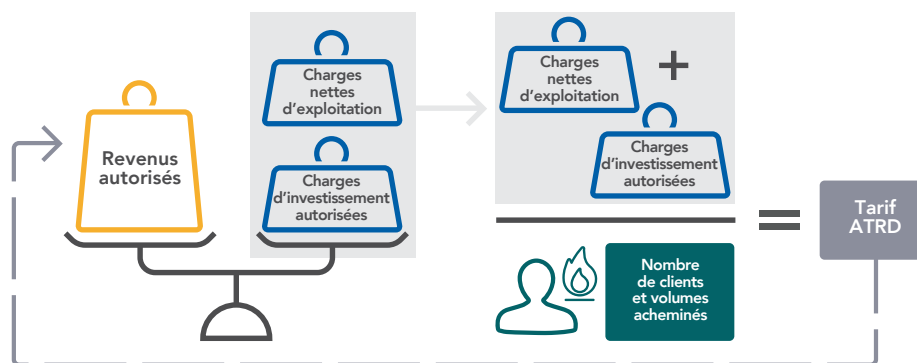 Revenus
autorisés
Charges
nettes
d'exploitation
Charges
d'investissement
autorisées
Charges
nettes
d'exploitation
+
Charges
d'investissement
autorisées
=
Nombre
de clients
et volumes
acheminés
Tarif
ATRD